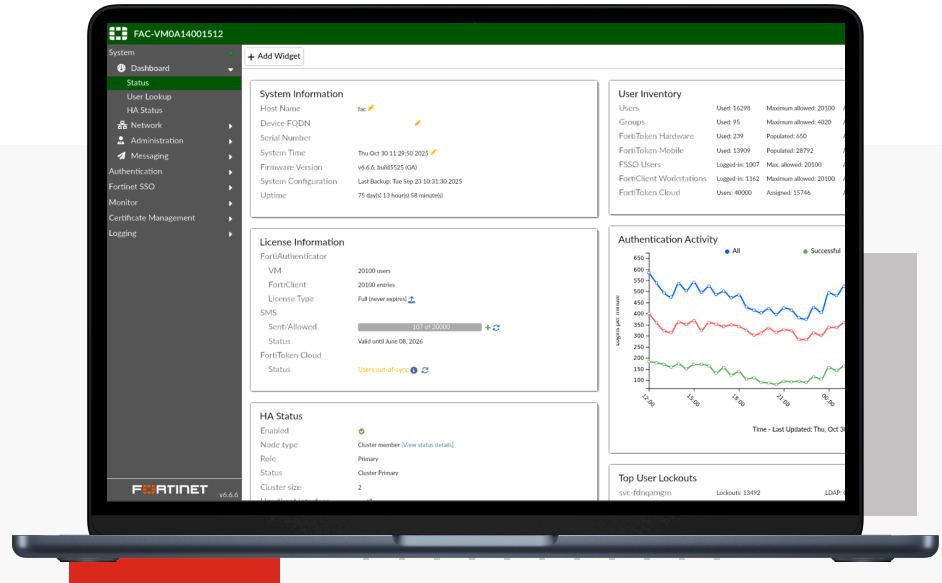 FAC-VM0A14001512
System
Dashboard
Status
User Lookup
HA Status
Network
Administration
Messaging
Authentication
Fortinet SSO
Monitor
Certificate Management
Logging
FORTINET
v6.6.6
+ Add Widget
System Information
Host Name fac
Device FQDN
Serial Number
System Time Thu Oct 30 11:29:50 2025
Firmware Version v6.6.6, build5525 (GA)
System Configuration Last Backup: Tue Sep 23 10:31:30 2025
Uptime 75 day(s) 13 hour(s) 58 minute(s)
License Information
FortiAuthenticator
VM 20100 users
FortiClient 20100 entries
License Type Full (never expires)
SMS
Sent/Allowed 107 of 20000
Status Valid until June 08, 2026
FortiToken Cloud
Status Users out-of-sync
HA Status
Enabled
Node type Cluster member [View status details]
Role Primary
Status Cluster Primary
Cluster size 2
User Inventory
Users Used: 16298 Maximum allowed: 20100
Groups Used: 95 Maximum allowed: 4020
FortiToken Hardware Used: 239 Populated: 650
FortiToken Mobile Used: 13909 Populated: 28792
FSSO Users Logged-in: 1007 Max. allowed: 20100
FortiClient Workstations Logged-in: 1162 Maximum allowed: 20100
FortiToken Cloud Users: 40000 Assigned: 15746
Authentication Activity
All Successful
Logins per minute
650
600
550
500
450
400
350
300
250
200
150
100
12:00 15:00 18:00 21:00 00:00
Time - Last Updated: Thu, Oct 30
Top User Lockouts
svc-fdnqamgm Lockouts: 13492 LDAP: